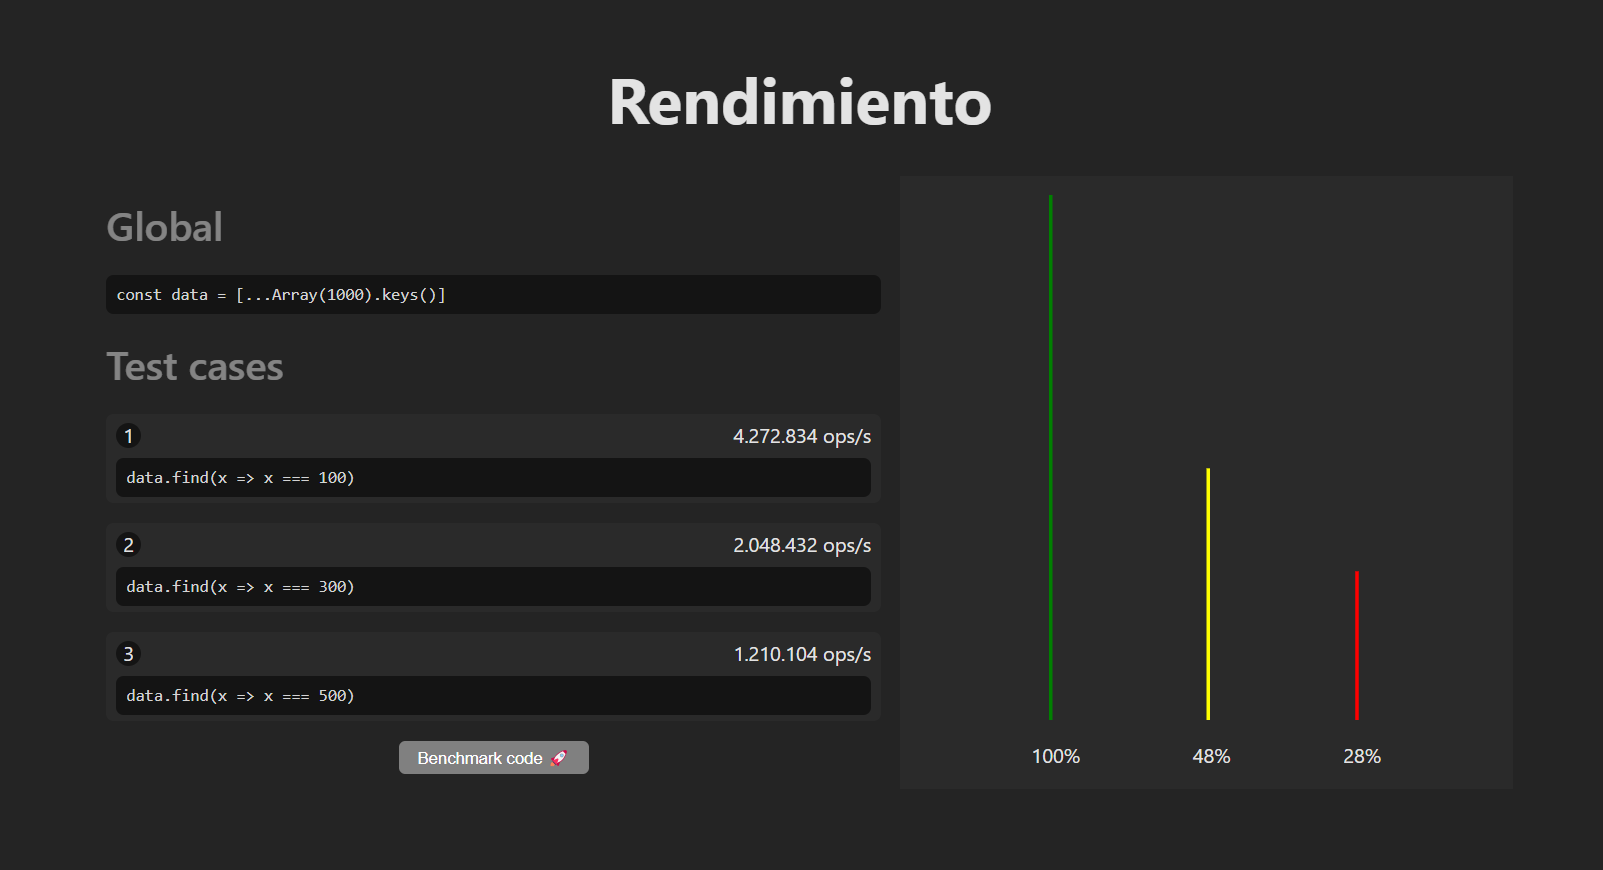 Rendimiento
Global
const data = [...Array(1000).keys()]
Test cases
1
4.272.834 ops/s
data.find(x => x === 100)
2
2.048.432 ops/s
data.find(x => x === 300)
3
1.210.104 ops/s
data.find(x => x === 500)
Benchmark code 🚀
100%
48%
28%